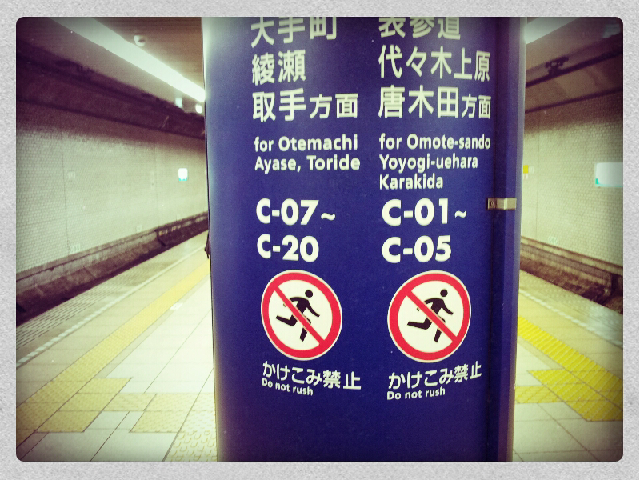 大手町
綾瀬
取手方面
for Otemachi
Ayase, Toride
C-07~
C-20
かけこみ禁止
Do not rush
表参道
代々木上原
唐木田方面
for Omote-sando
Yoyogi-uehara
Karakida
C-01~
C-05
かけこみ禁止
Do not rush